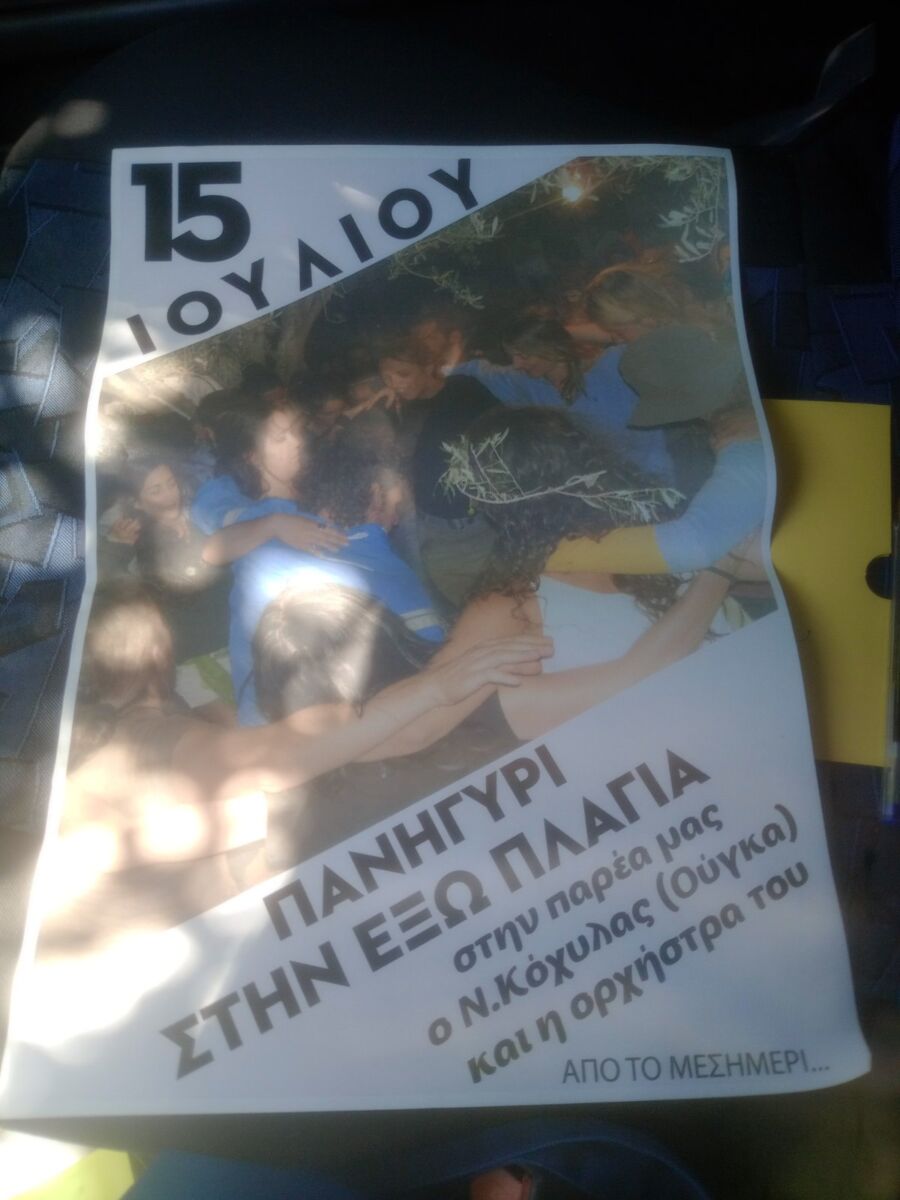 15
ΙΟΥΛΙΟΥ
ΠΑΝΗΓΥΡΙ
ΣΤΗΝ ΕΞΩ ΠΛΑΓΙΑ
στην παρέα μας
ο Ν.Κόχυλας (Ούγκα)
και η ορχήστρα του
ΑΠΟ ΤΟ ΜΕΣΗΜΕΡΙ...